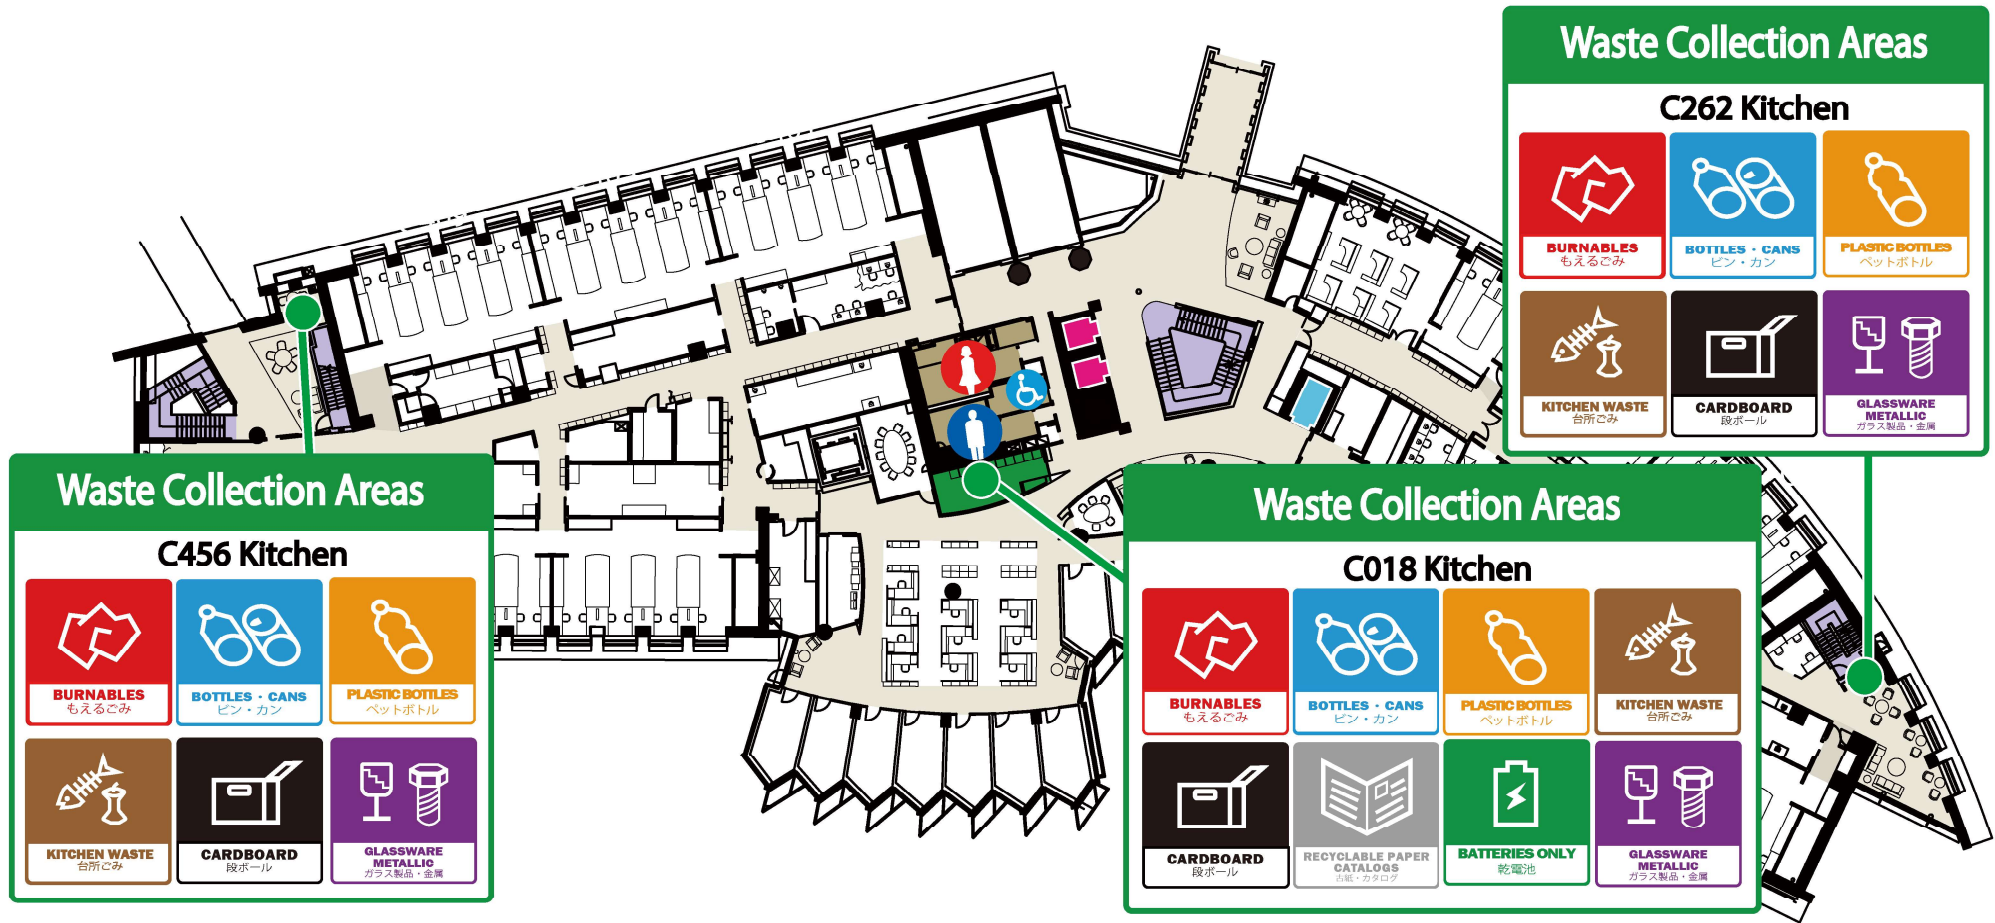 Waste Collection Areas
C262 Kitchen
BURNABLES
もえるごみ
BOTTLES・CANS
ビン・カン
PLASTIC BOTTLES
ペットボトル
KITCHEN WASTE
台所ごみ
CARDBOARD
段ボール
GLASSWARE
METALLIC
ガラス製品・金属
Waste Collection Areas
C456 Kitchen
BURNABLES
もえるごみ
BOTTLES・CANS
ビン・カン
PLASTIC BOTTLES
ペットボトル
KITCHEN WASTE
台所ごみ
CARDBOARD
段ボール
GLASSWARE
METALLIC
ガラス製品・金属
Waste Collection Areas
C018 Kitchen
BURNABLES
もえるごみ
BOTTLES・CANS
ビン・カン
PLASTIC BOTTLES
ペットボトル
KITCHEN WASTE
台所ごみ
CARDBOARD
段ボール
RECYCLABLE PAPER
CATALOGS
古紙・カタログ
BATTERIES ONLY
乾電池
GLASSWARE
METALLIC
ガラス製品・金属